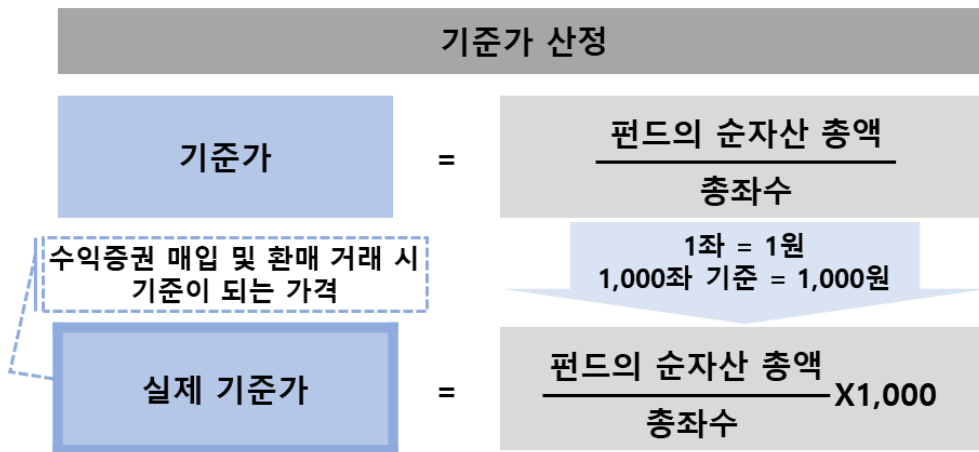 기준가 산정
기준가
=
펀드의 순자산 총액
총좌수
수익증권 매입 및 환매 거래 시
기준이 되는 가격
1좌 = 1원
1,000좌 기준 = 1,000원
실제 기준가
=
펀드의 순자산 총액
총좌수
X1,000